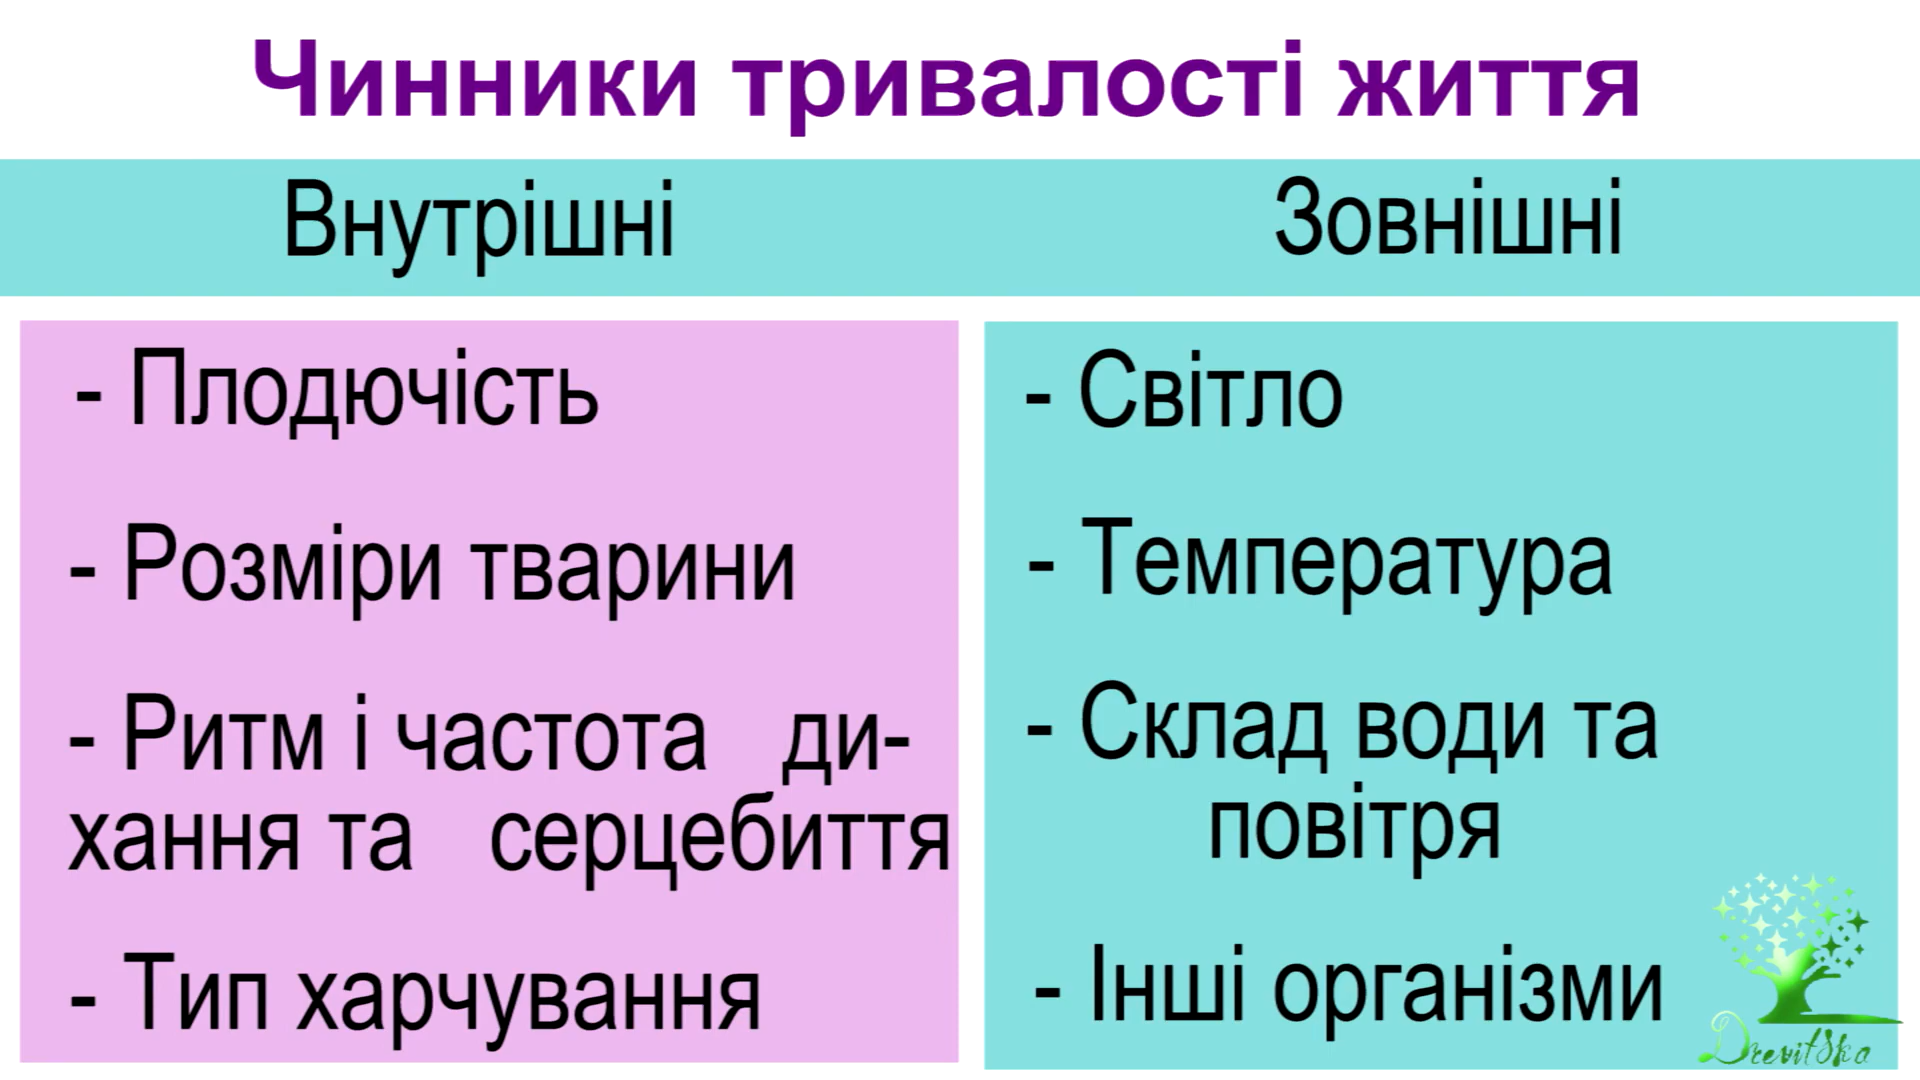 Чинники тривалості життя
Внутрішні
Зовнішні
- Плодючість
- Розміри тварини
- Ритм і частота ди-
хання та серцебиття
- Тип харчування
- Світло
- Температура
- Склад води та
повітря
- Інші організми
Drevitska